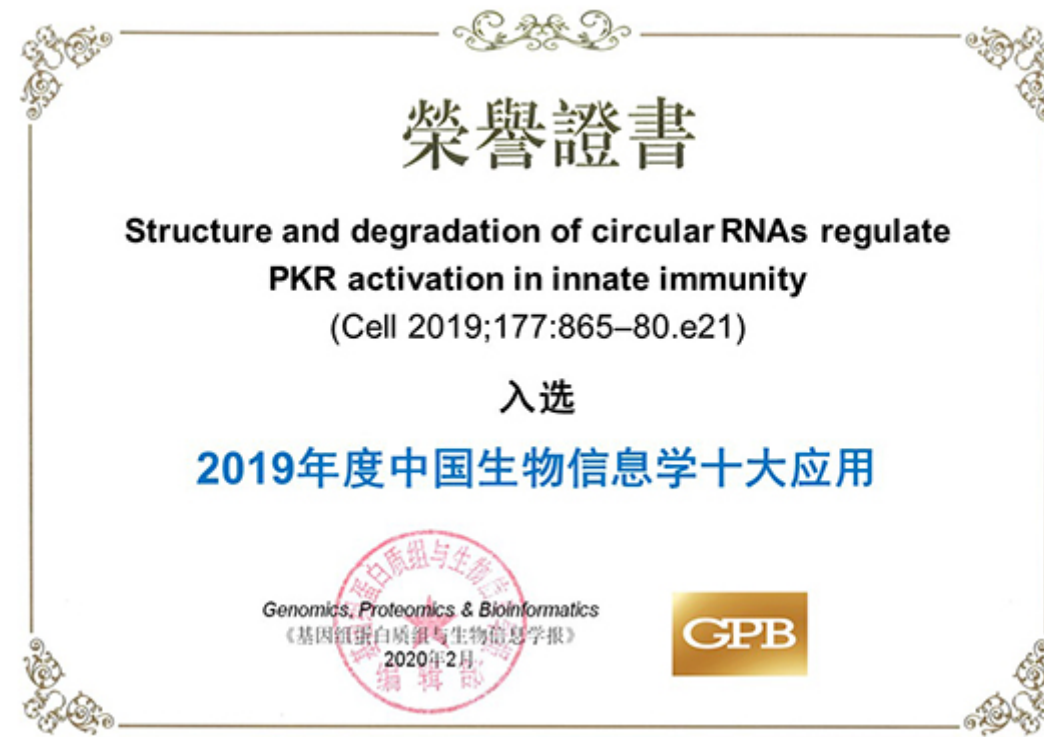 榮譽證書
Structure and degradation of circular RNAs regulate
PKR activation in innate immunity
(Cell 2019;177:865–80.e21)
入选
2019年度中国生物信息学十大应用
Genomics, Proteomics & Bioinformatics
《基因组蛋白质组与生物信息学报》
2020年2月
编辑部
GPB